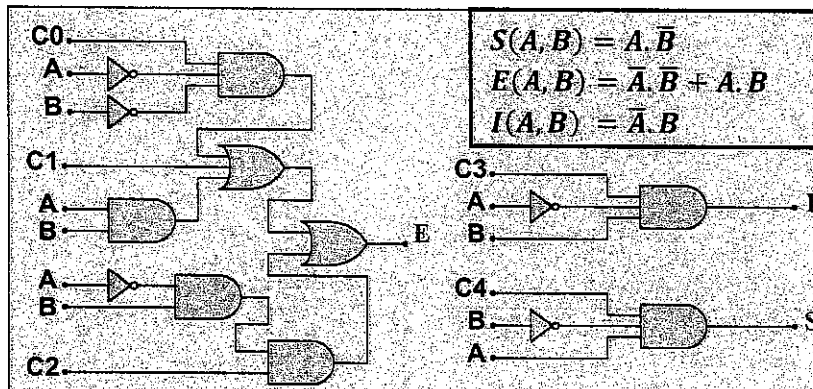 C0
A
B
C1
A
B
A
B
C2
E
S(A,B) = A.B̅
E(A,B) = A̅.B̅ + A.B
I(A,B) = A̅.B
C3
A
B
I
C4
B
A
S